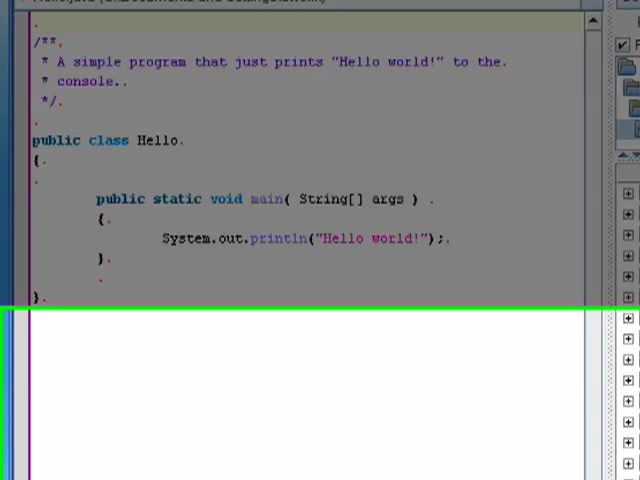 /**.
* A simple program that just prints "Hello world!" to the.
* console..
*/.
.
public class Hello.
{.
.
public static void main( String[] args ) .
{.
System.out.println("Hello world!");.
}.
.
}.